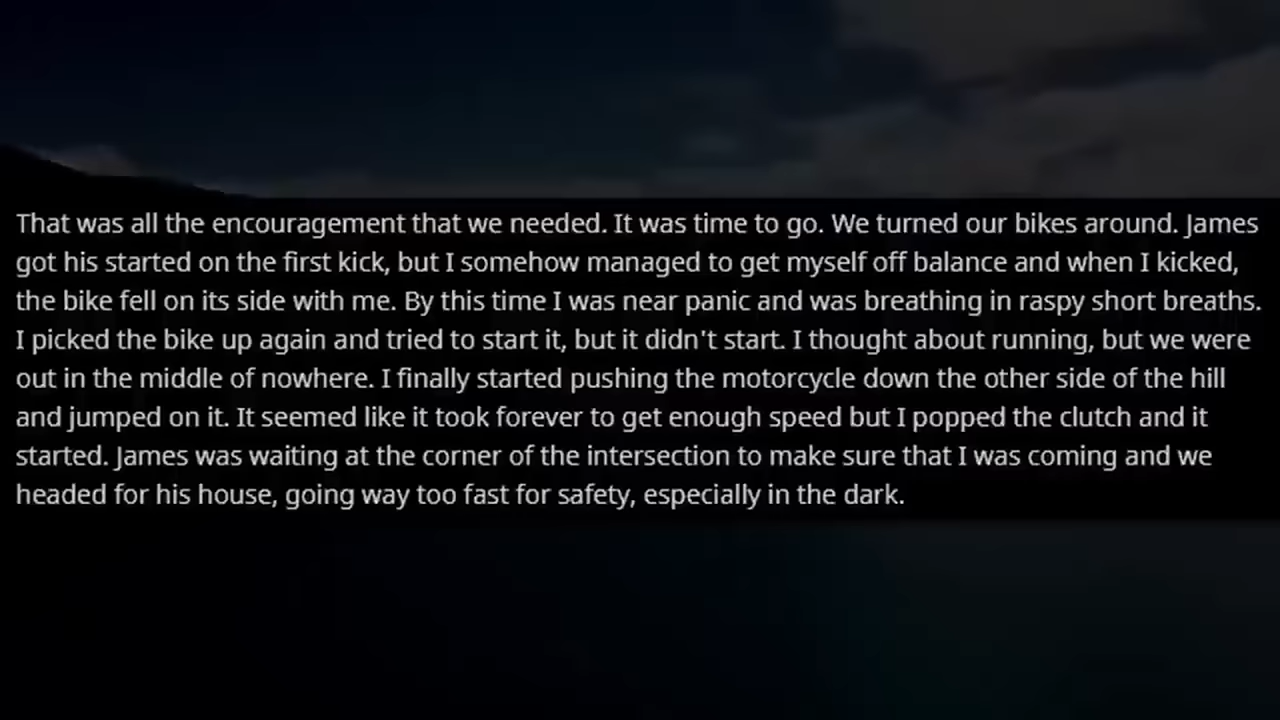 That was all the encouragement that we needed. It was time to go. We turned our bikes around. James
got his started on the first kick, but I somehow managed to get myself off balance and when I kicked,
the bike fell on its side with me. By this time I was near panic and was breathing in raspy short breaths.
I picked the bike up again and tried to start it, but it didn't start. I thought about running, but we were
out in the middle of nowhere. I finally started pushing the motorcycle down the other side of the hill
and jumped on it. It seemed like it took forever to get enough speed but I popped the clutch and it
started. James was waiting at the corner of the intersection to make sure that I was coming and we
headed for his house, going way too fast for safety, especially in the dark.